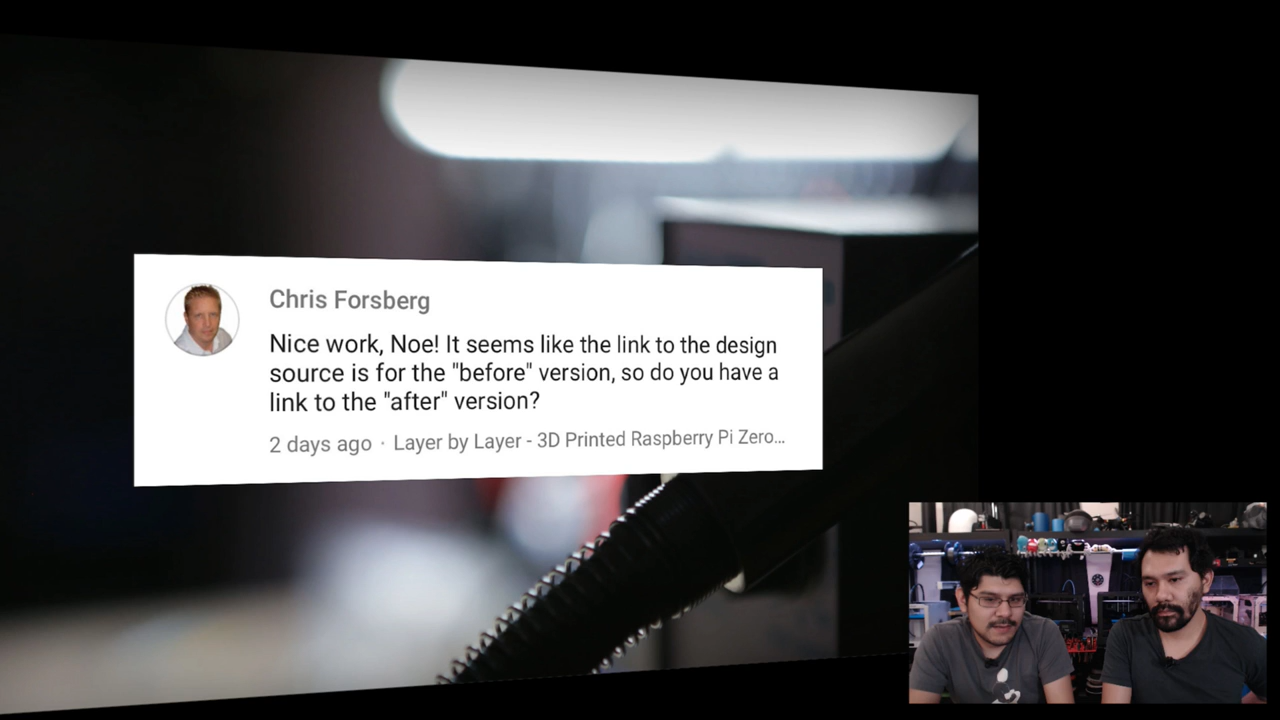 Chris Forsberg
Nice work, Noe! It seems like the link to the design
source is for the "before" version, so do you have a
link to the "after" version?
2 days ago · Layer by Layer - 3D Printed Raspberry Pi Zero...